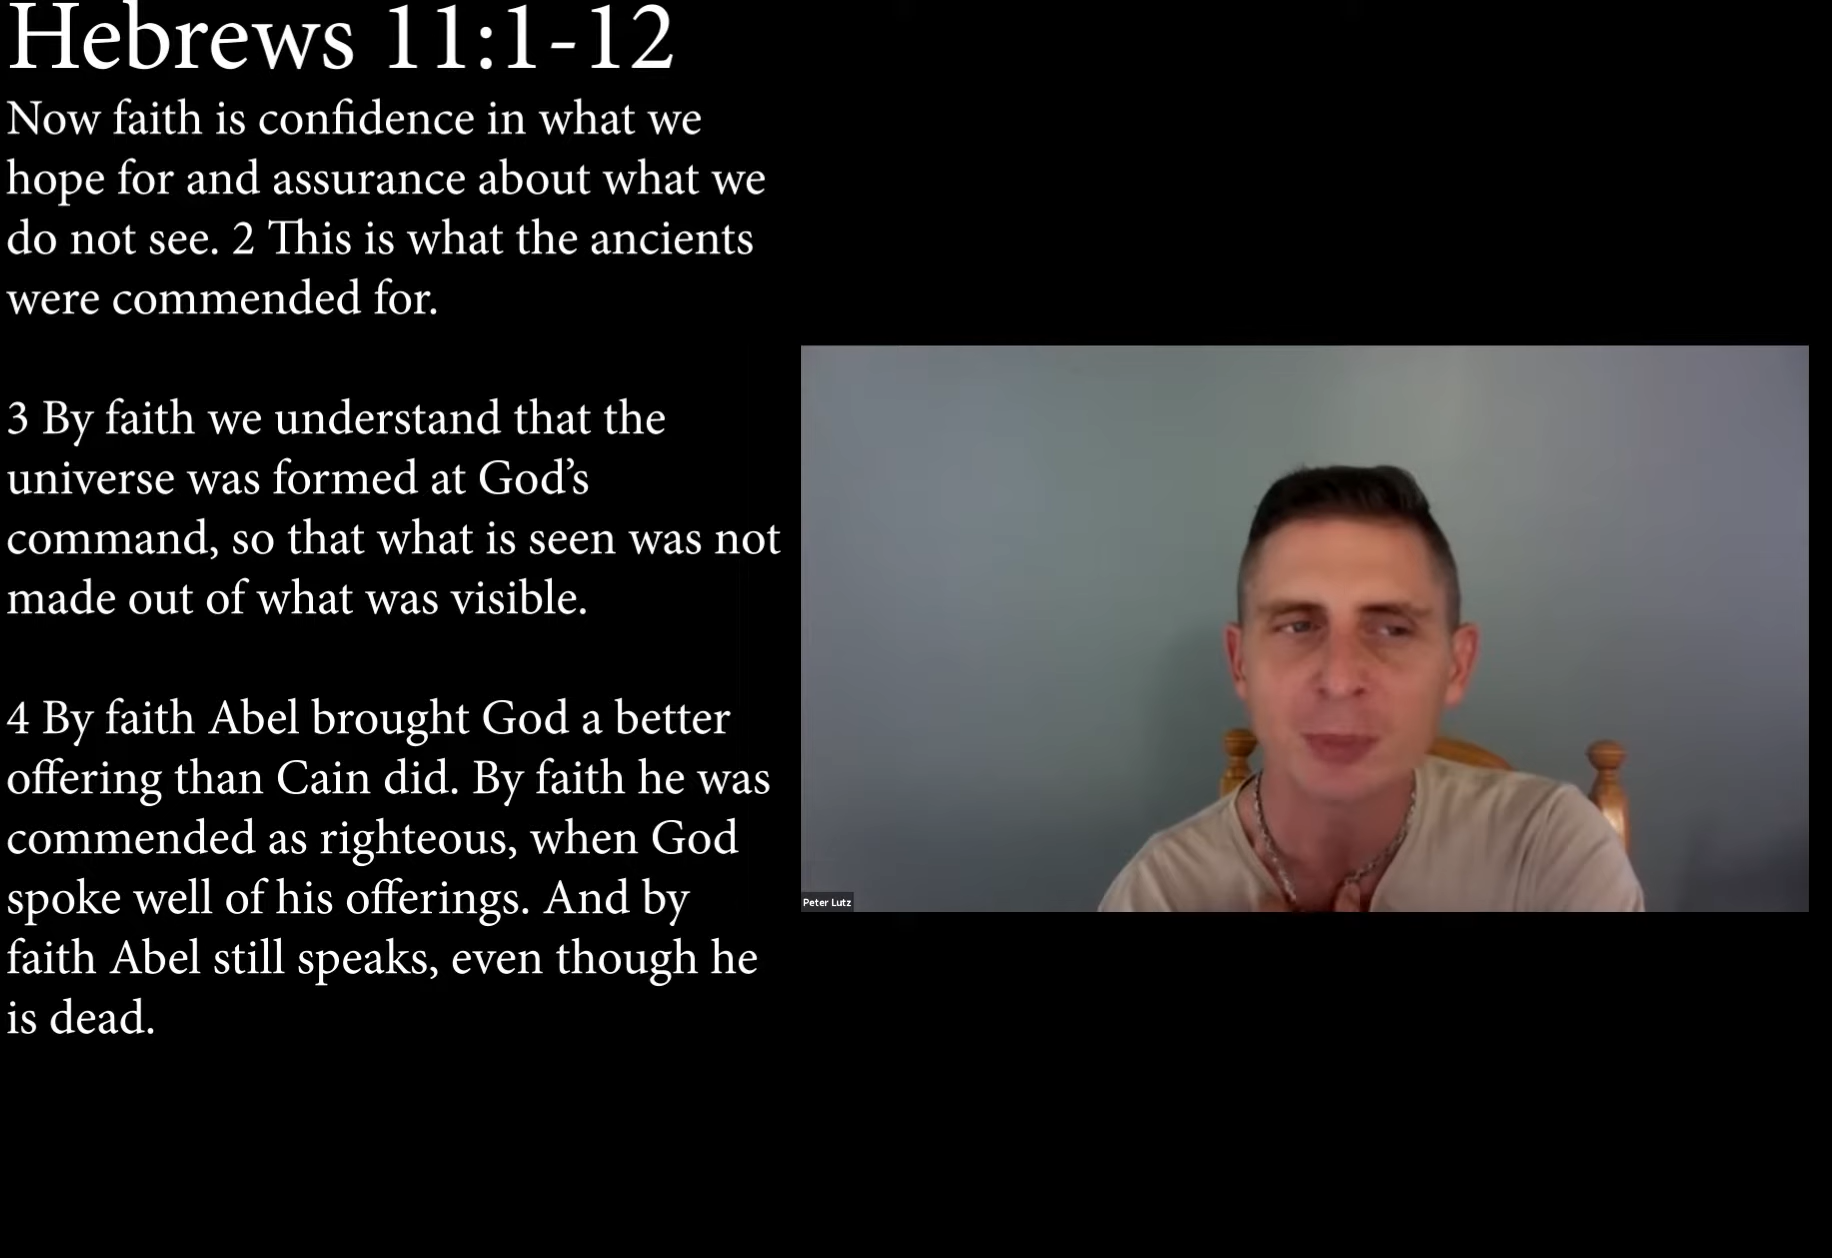 Hebrews 11:1-12
Now faith is confidence in what we
hope for and assurance about what we
do not see. 2 This is what the ancients
were commended for.
3 By faith we understand that the
universe was formed at God’s
command, so that what is seen was not
made out of what was visible.
4 By faith Abel brought God a better
offering than Cain did. By faith he was
commended as righteous, when God
spoke well of his offerings. And by
faith Abel still speaks, even though he
is dead.
Peter Lutz